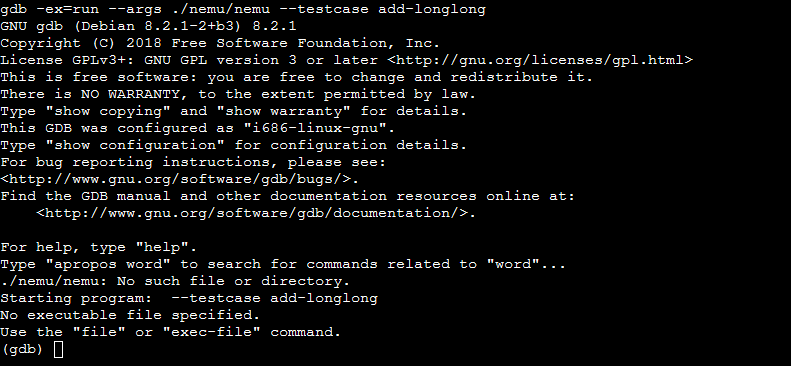 gdb -ex=run --args ./nemu/nemu --testcase add-longlong
GNU gdb (Debian 8.2.1-2+b3) 8.2.1
Copyright (C) 2018 Free Software Foundation, Inc.
License GPLv3+: GNU GPL version 3 or later <http://gnu.org/licenses/gpl.html>
This is free software: you are free to change and redistribute it.
There is NO WARRANTY, to the extent permitted by law.
Type "show copying" and "show warranty" for details.
This GDB was configured as "i686-linux-gnu".
Type "show configuration" for configuration details.
For bug reporting instructions, please see:
<http://www.gnu.org/software/gdb/bugs/>.
Find the GDB manual and other documentation resources online at:
    <http://www.gnu.org/software/gdb/documentation/>.

For help, type "help".
Type "apropos word" to search for commands related to "word"...
./nemu/nemu: No such file or directory.
Starting program:  --testcase add-longlong
No executable file specified.
Use the "file" or "exec-file" command.
(gdb)